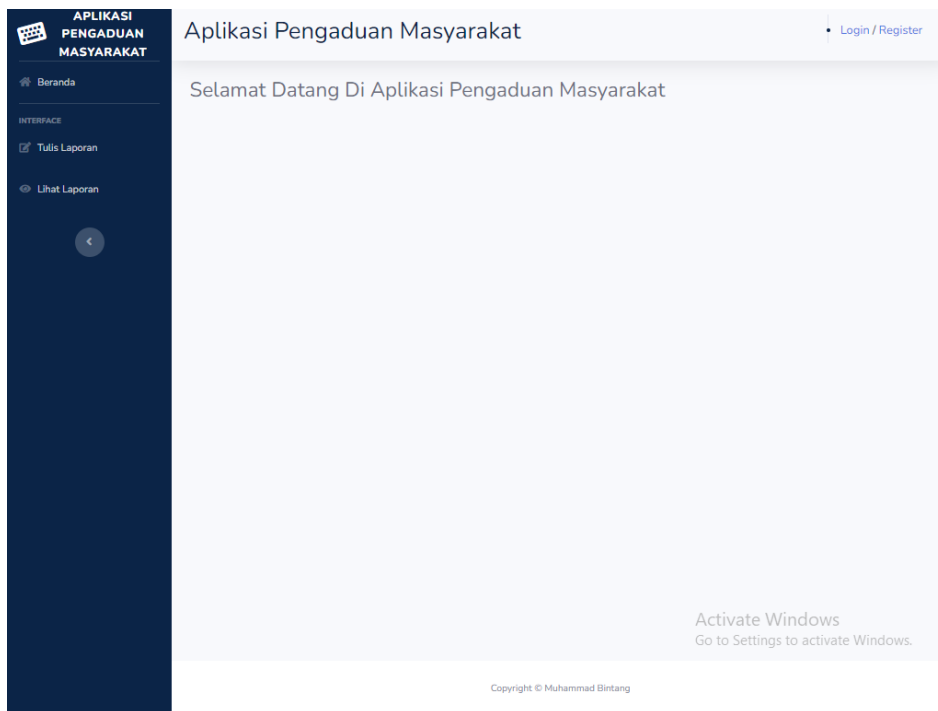 APLIKASI
PENGADUAN
MASYARAKAT
Aplikasi Pengaduan Masyarakat
Login / Register
Beranda
Selamat Datang Di Aplikasi Pengaduan Masyarakat
INTERFACE
Tulis Laporan
Lihat Laporan
Activate Windows
Go to Settings to activate Windows.
Copyright © Muhammad Bintang